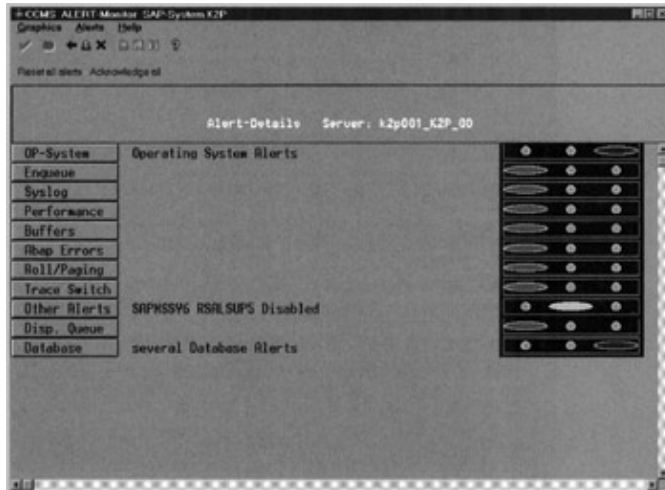 CCMS ALERT-Monitor SAP-System K2P
Graphics Alerts Help
Reset all alerts Acknowledge all
Alert-Details Server: k2p001_K2P_00
OP-System Operating System Alerts
Enqueue
Syslog
Performance
Buffers
Abap Errors
Roll/Paging
Trace Switch
Other Alerts SAPMSSY6 RSALSUP5 Disabled
Disp. Queue
Database several Database Alerts